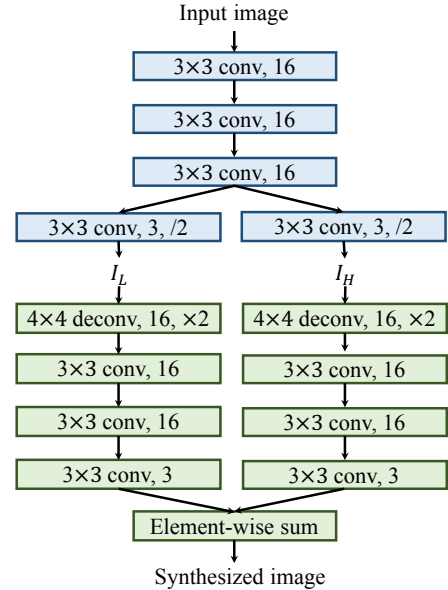 Input image
3×3 conv, 16
3×3 conv, 16
3×3 conv, 16
3×3 conv, 3, /2
3×3 conv, 3, /2
I_L
I_H
4×4 deconv, 16, ×2
4×4 deconv, 16, ×2
3×3 conv, 16
3×3 conv, 16
3×3 conv, 16
3×3 conv, 16
3×3 conv, 3
3×3 conv, 3
Element-wise sum
Synthesized image